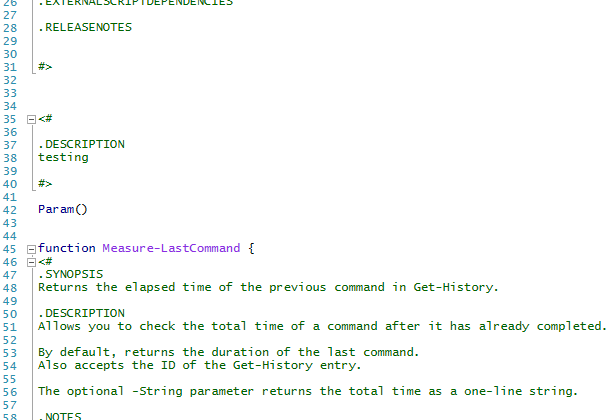 26 .EXTERNALSCRIPTDEPENDENCIES
27
28 .RELEASENOTES
29
30
31 #>
32
33
34
35 <#
36
37 .DESCRIPTION
38 testing
39
40 #>
41
42 Param()
43
44
45 function Measure-LastCommand {
46 <#
47 .SYNOPSIS
48 Returns the elapsed time of the previous command in Get-History.
49
50 .DESCRIPTION
51 Allows you to check the total time of a command after it has already completed.
52
53 By default, returns the duration of the last command.
54 Also accepts the ID of the Get-History entry.
55
56 The optional -String parameter returns the total time as a one-line string.
57
58 .NOTES